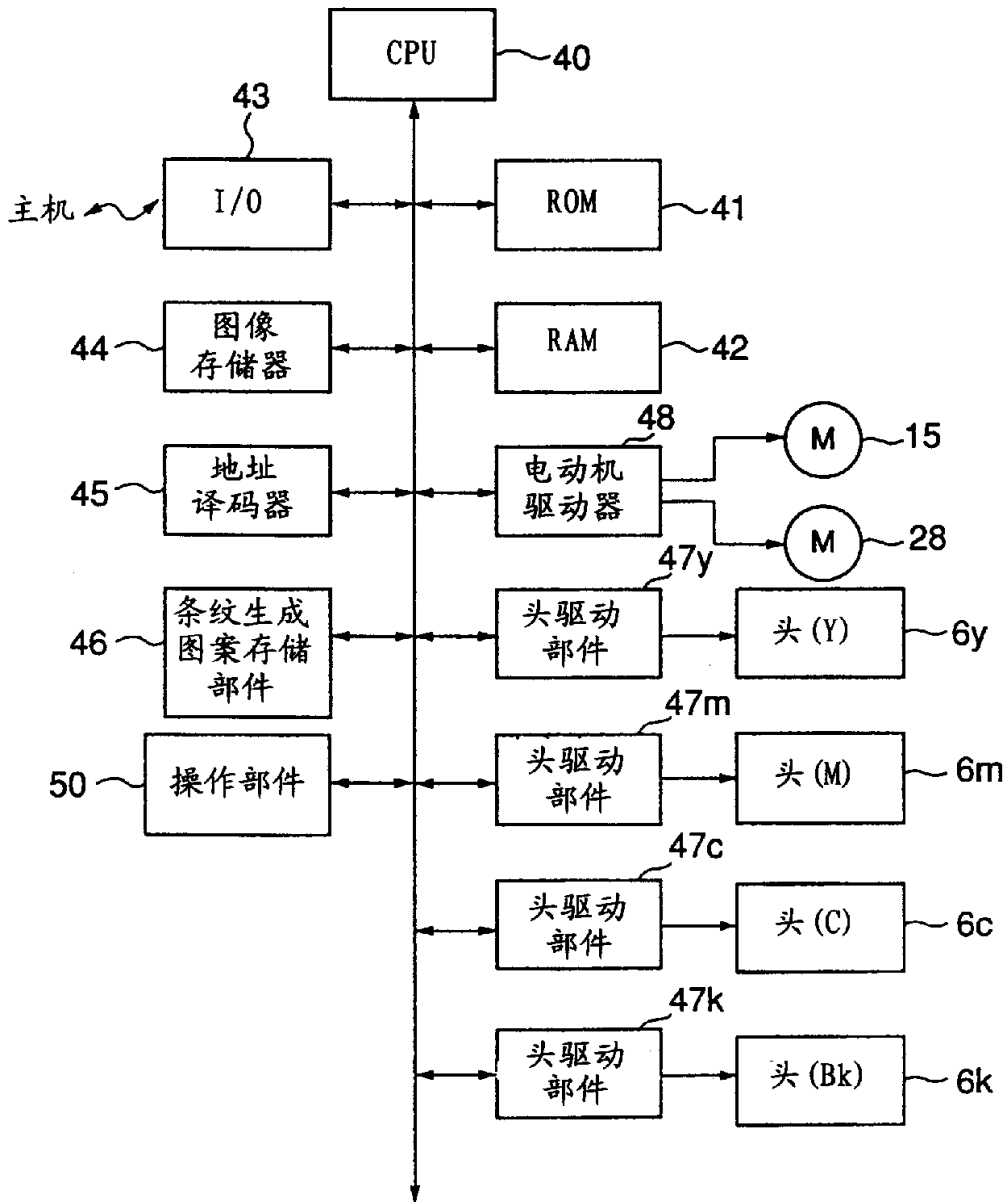 CPU
40
43
主机
I/O
ROM
41
44
图像
存储器
RAM
42
45
地址
译码器
48
电动机
驱动器
M
15
M
28
46
条纹生成
图案存储
部件
47y
头驱动
部件
头(Y)
6y
50
操作部件
47m
头驱动
部件
头(M)
6m
47c
头驱动
部件
头(C)
6c
47k
头驱动
部件
头(Bk)
6k